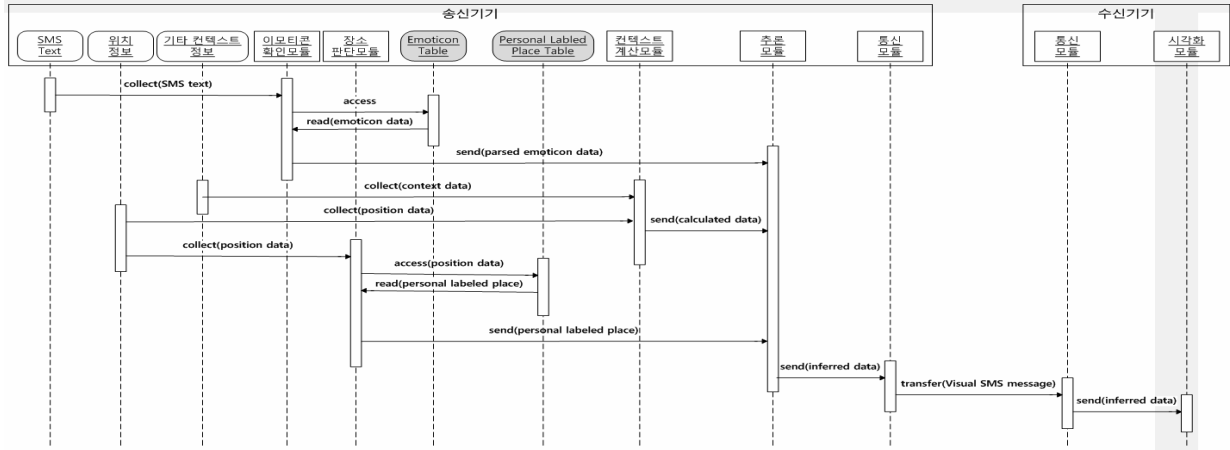 송신기기
수신기기
SMS
Text
위치
정보
기타 컨텍스트
정보
이모티콘
확인모듈
장소
판단모듈
Emoticon
Table
Personal Labled
Place Table
컨텍스트
계산모듈
추론
모듈
통신
모듈
통신
모듈
시각화
모듈
collect(SMS text)
access
read(emoticon data)
send(parsed emoticon data)
collect(context data)
collect(position data)
send(calculated data)
collect(position data)
access(position data)
read(personal labeled place)
send(personal labeled place)
send(inferred data)
transfer(Visual SMS message)
send(inferred data)